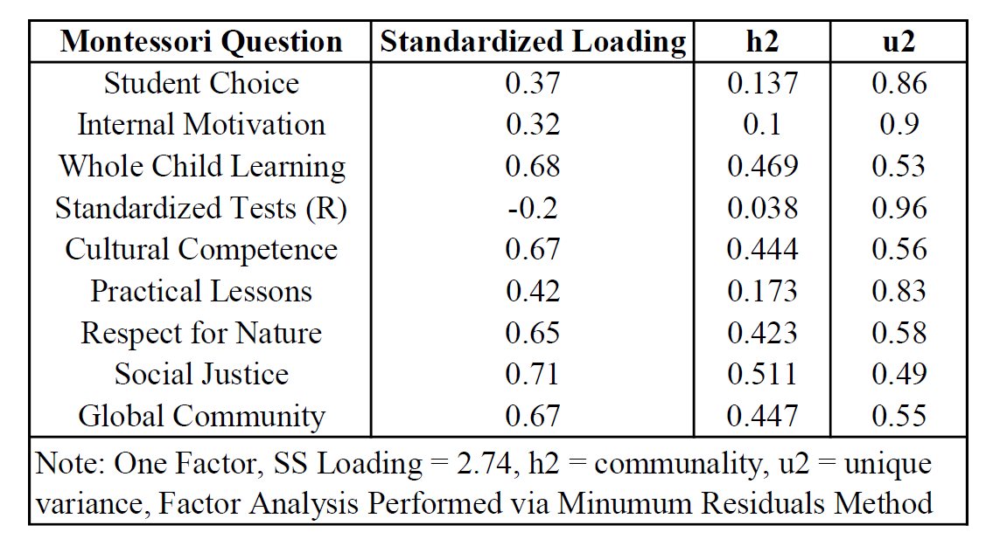 Montessori Question Standardized Loading h2 u2
Student Choice 0.37 0.137 0.86
Internal Motivation 0.32 0.1 0.9
Whole Child Learning 0.68 0.469 0.53
Standardized Tests (R) -0.2 0.038 0.96
Cultural Competence 0.67 0.444 0.56
Practical Lessons 0.42 0.173 0.83
Respect for Nature 0.65 0.423 0.58
Social Justice 0.71 0.511 0.49
Global Community 0.67 0.447 0.55
Note: One Factor, SS Loading = 2.74, h2 = communality, u2 = unique
variance, Factor Analysis Performed via Minumum Residuals Method